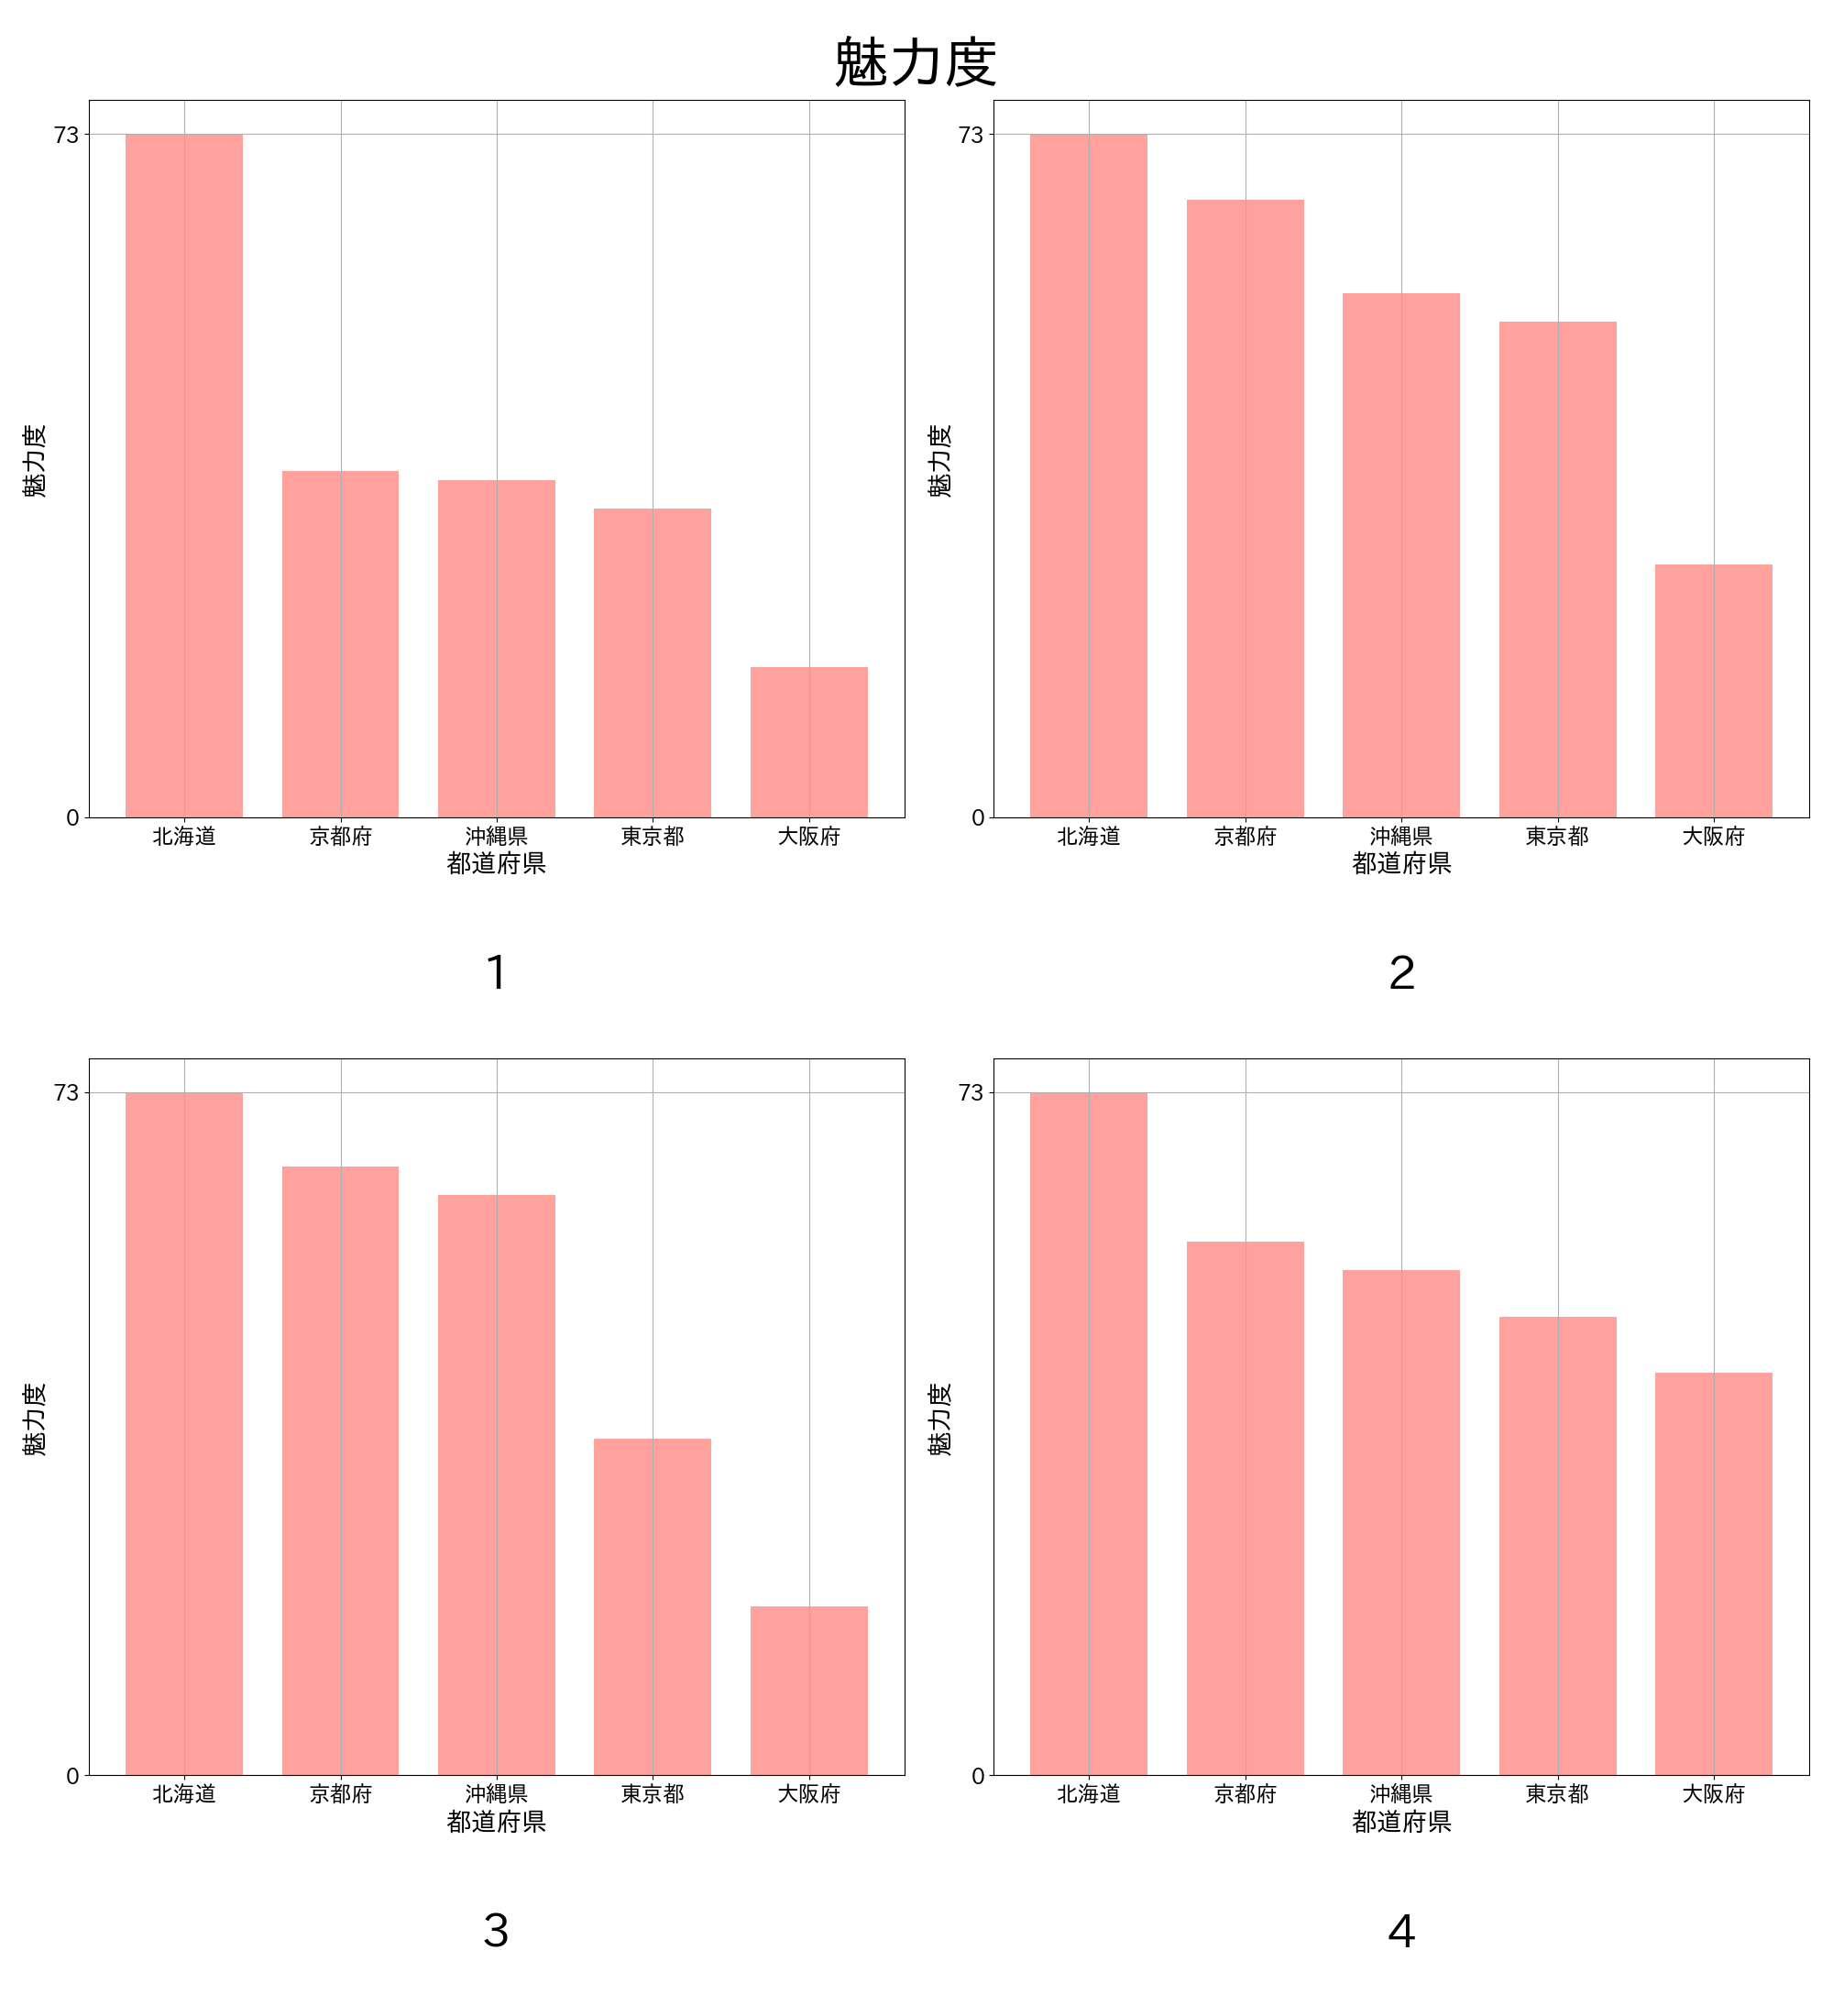 魅力度
73
0
魅力度
北海道 京都府 沖縄県 東京都 大阪府
都道府県
1
73
0
魅力度
北海道 京都府 沖縄県 東京都 大阪府
都道府県
2
73
0
魅力度
北海道 京都府 沖縄県 東京都 大阪府
都道府県
3
73
0
魅力度
北海道 京都府 沖縄県 東京都 大阪府
都道府県
4